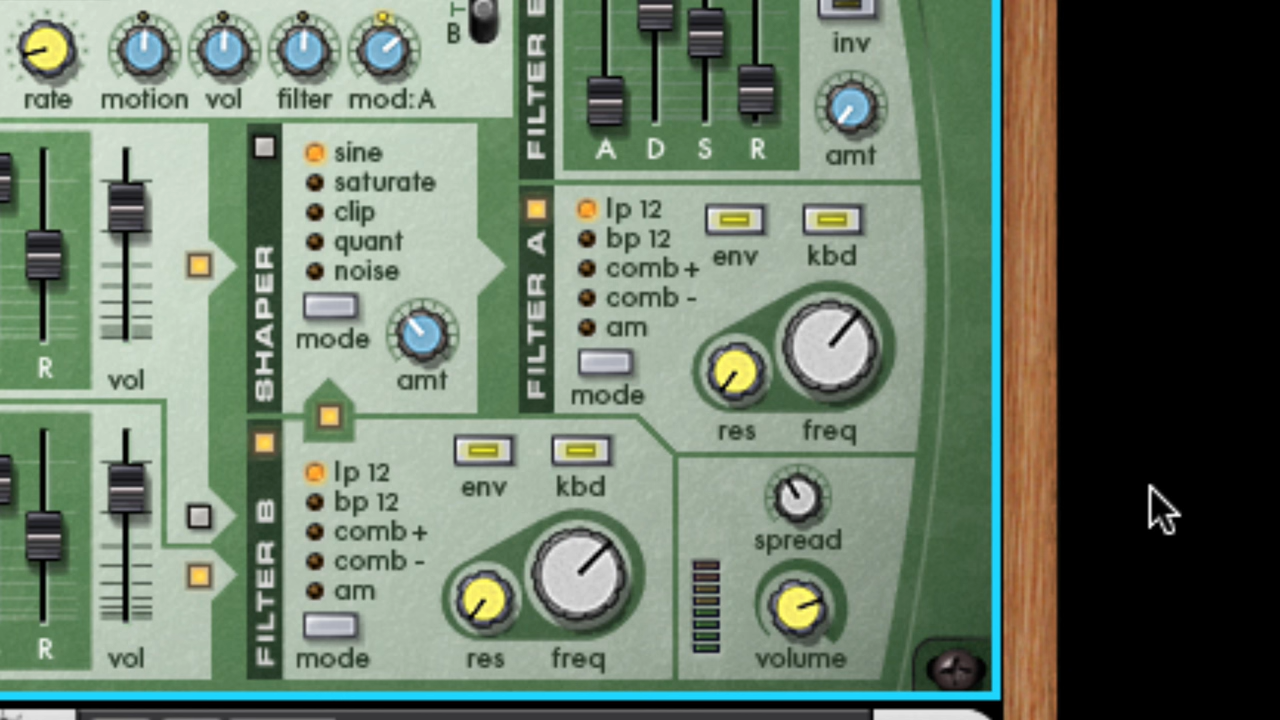 B
rate motion vol filter mod:A
inv
amt
A D S R
FILTER
SHAPER
sine
saturate
clip
quant
noise
mode
amt
R
vol
FILTER A
lp 12
bp 12
comb +
comb -
am
mode
env kbd
res freq
FILTER B
lp 12
bp 12
comb +
comb -
am
mode
env kbd
res freq
R
vol
spread
volume